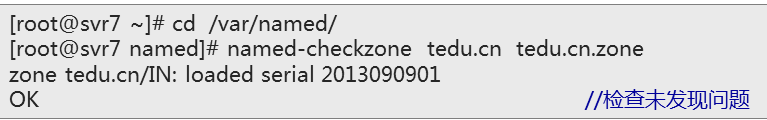 [root@svr7 ~]# cd  /var/named/
[root@svr7 named]# named-checkzone  tedu.cn  tedu.cn.zone
zone tedu.cn/IN: loaded serial 2013090901
OK //检查未发现问题